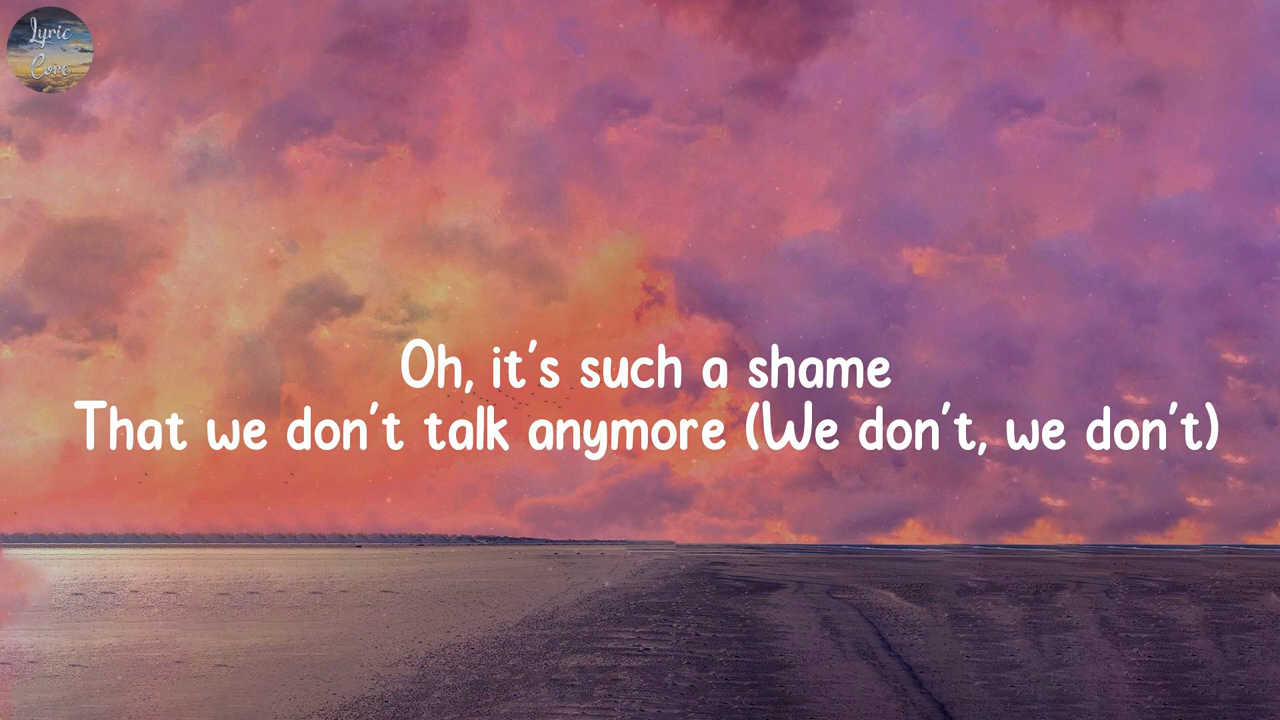 Lyric
Core
Oh, it's such a shame
That we don't talk anymore (We don't, we don't)